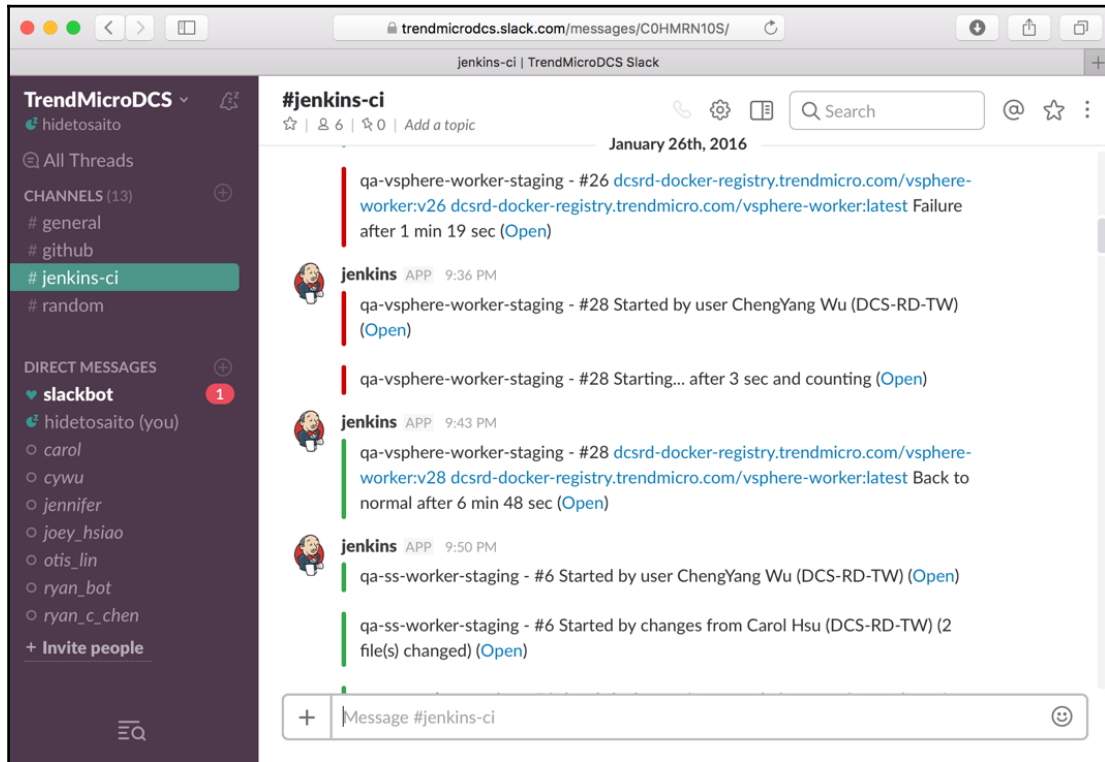 trendmicrodcs.slack.com/messages/C0HMRN10S/
jenkins-ci | TrendMicroDCS Slack
TrendMicroDCS
hidetosaito
All Threads
CHANNELS (13)
# general
# github
# jenkins-ci
# random
DIRECT MESSAGES
slackbot 1
hidetosaito (you)
carol
cywu
jennifer
joey_hsiao
otis_lin
ryan_bot
ryan_c_chen
+ Invite people
#jenkins-ci
6 | 0 | Add a topic
Search
January 26th, 2016
qa-vsphere-worker-staging - #26 dcsrd-docker-registry.trendmicro.com/vsphere-
worker:v26 dcsrd-docker-registry.trendmicro.com/vsphere-worker:latest Failure
after 1 min 19 sec (Open)
jenkins APP 9:36 PM
qa-vsphere-worker-staging - #28 Started by user ChengYang Wu (DCS-RD-TW)
(Open)
qa-vsphere-worker-staging - #28 Starting... after 3 sec and counting (Open)
jenkins APP 9:43 PM
qa-vsphere-worker-staging - #28 dcsrd-docker-registry.trendmicro.com/vsphere-
worker:v28 dcsrd-docker-registry.trendmicro.com/vsphere-worker:latest Back to
normal after 6 min 48 sec (Open)
jenkins APP 9:50 PM
qa-ss-worker-staging - #6 Started by user ChengYang Wu (DCS-RD-TW) (Open)
qa-ss-worker-staging - #6 Started by changes from Carol Hsu (DCS-RD-TW) (2
file(s) changed) (Open)
Message #jenkins-ci